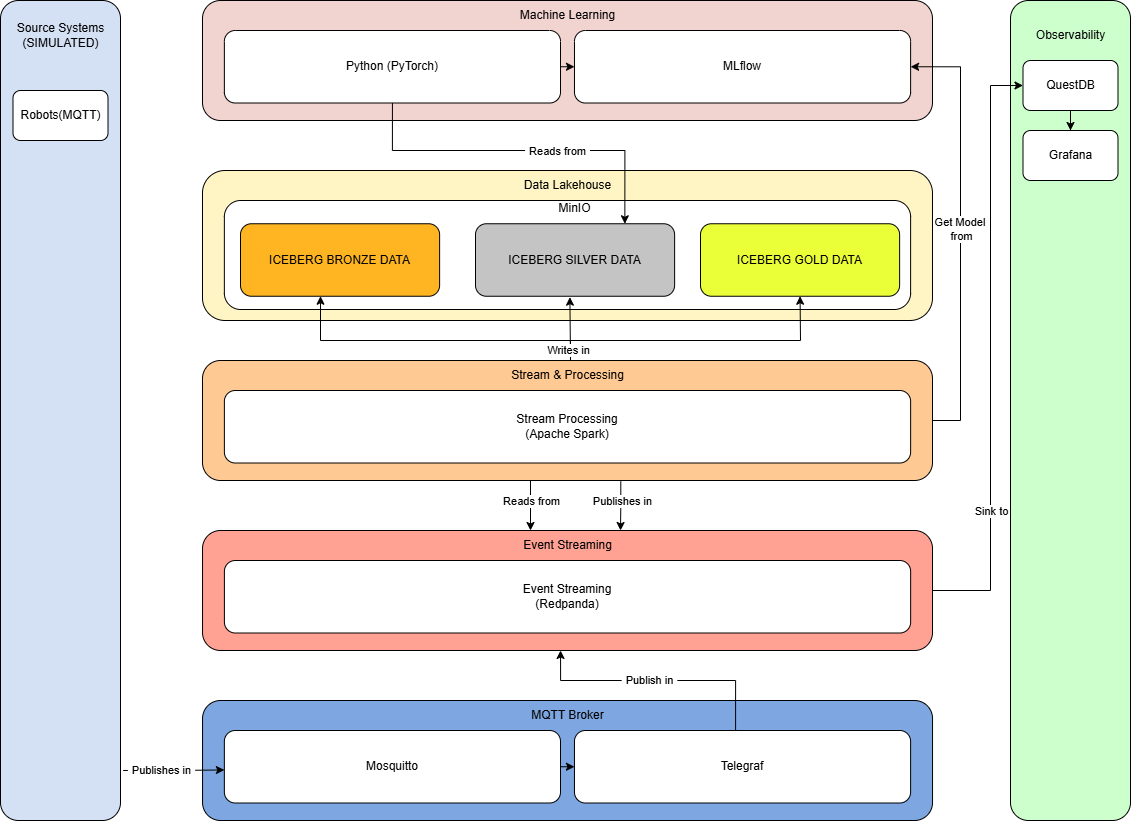 Source Systems
(SIMULATED)
Robots(MQTT)
Machine Learning
Python (PyTorch)
MLflow
Reads from
Data Lakehouse
MinIO
ICEBERG BRONZE DATA
ICEBERG SILVER DATA
ICEBERG GOLD DATA
Writes in
Stream & Processing
Stream Processing
(Apache Spark)
Reads from
Publishes in
Event Streaming
Event Streaming
(Redpanda)
Publish in
MQTT Broker
Mosquitto
Telegraf
Publishes in
Get Model
from
Sink to
Observability
QuestDB
Grafana